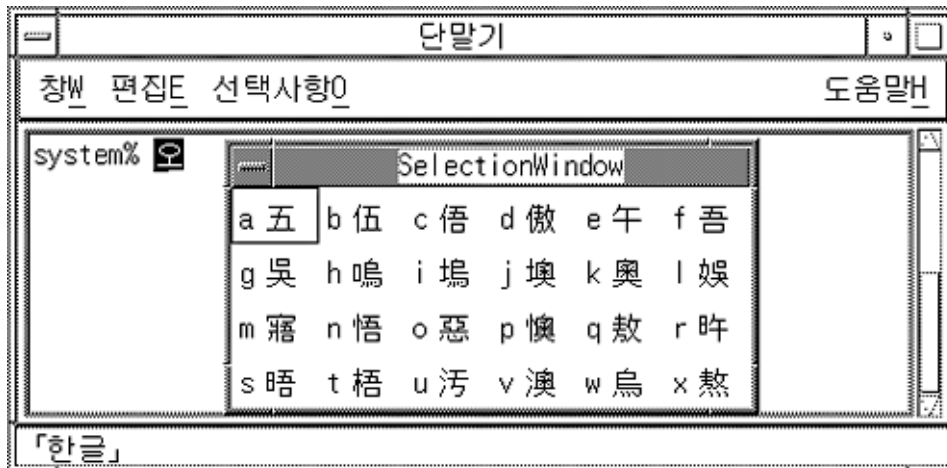 단말기
창W 편집E 선택사항O 도움말H
system% 오
SelectionWindow
a 五 b 伍 c 俉 d 傲 e 午 f 吾
g 吳 h 嗚 i 塢 j 墺 k 奧 l 娛
m 寤 n 悟 o 惡 p 懊 q 敖 r 旿
s 晤 t 梧 u 汚 v 澳 w 烏 x 熬
「한글」